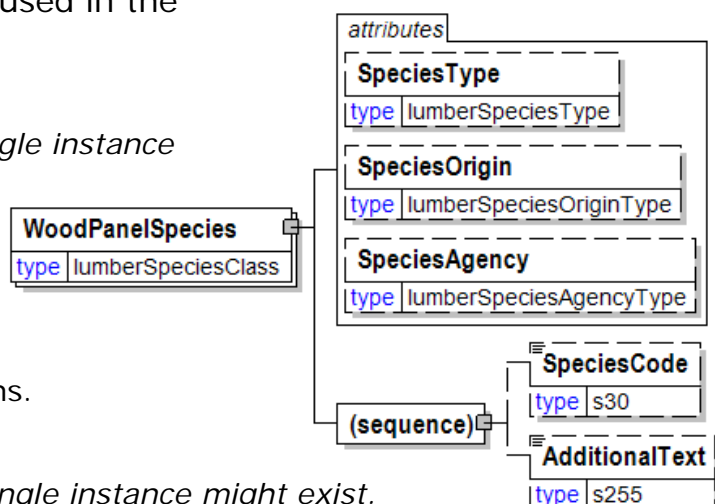 used in the
gle instance
ns.
ngle instance might exist.
WoodPanelSpecies
type lumberSpeciesClass
attributes
SpeciesType
type lumberSpeciesType
SpeciesOrigin
type lumberSpeciesOriginType
SpeciesAgency
type lumberSpeciesAgencyType
(sequence)
SpeciesCode
type s30
AdditionalText
type s255